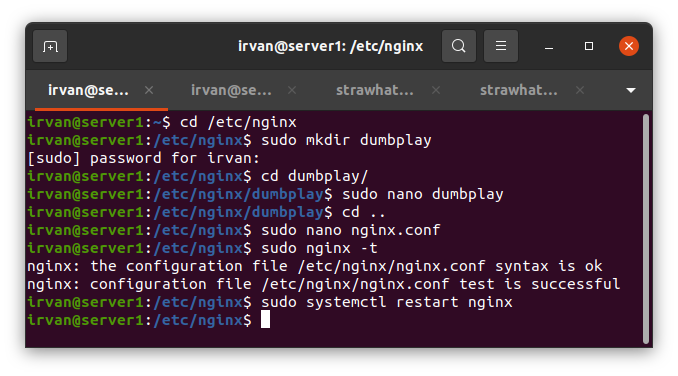 irvan@server1: /etc/nginx
irvan@se... irvan@se... strawhat... strawhat...
irvan@server1:~$ cd /etc/nginx
irvan@server1:/etc/nginx$ sudo mkdir dumbplay
[sudo] password for irvan:
irvan@server1:/etc/nginx$ cd dumbplay/
irvan@server1:/etc/nginx/dumbplay$ sudo nano dumbplay
irvan@server1:/etc/nginx/dumbplay$ cd ..
irvan@server1:/etc/nginx$ sudo nano nginx.conf
irvan@server1:/etc/nginx$ sudo nginx -t
nginx: the configuration file /etc/nginx/nginx.conf syntax is ok
nginx: configuration file /etc/nginx/nginx.conf test is successful
irvan@server1:/etc/nginx$ sudo systemctl restart nginx
irvan@server1:/etc/nginx$